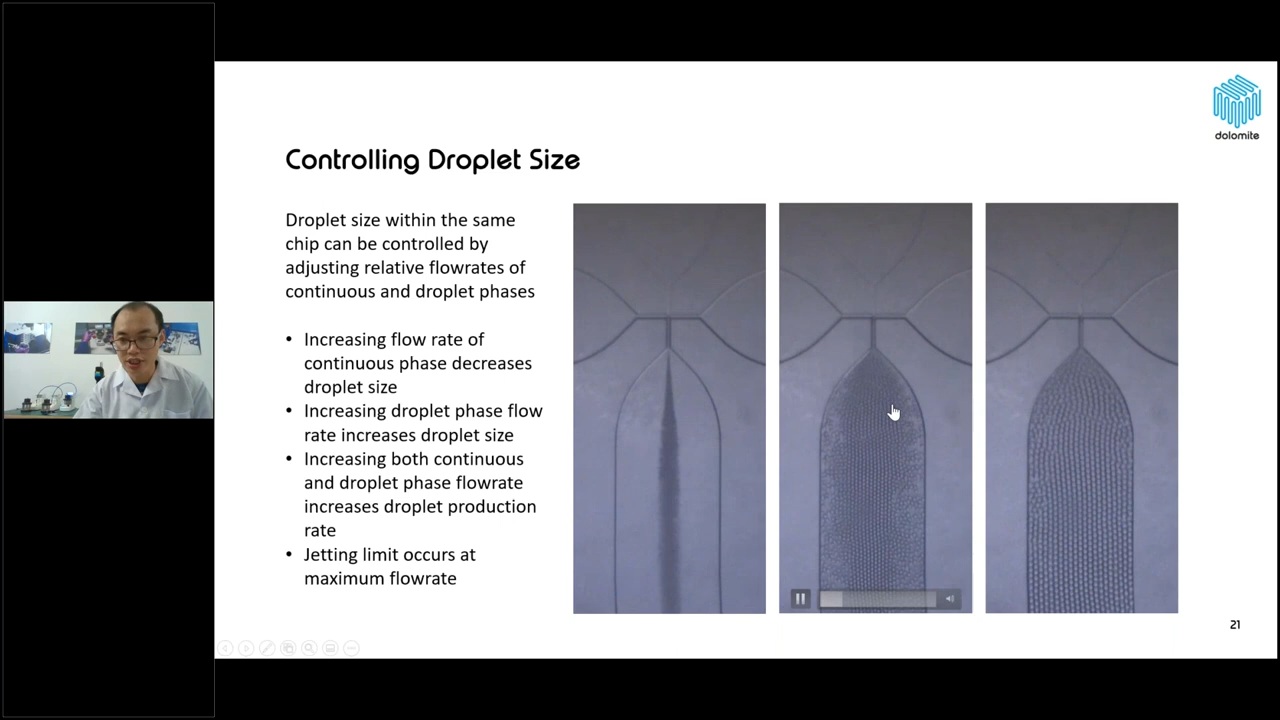 dolomite
Controlling Droplet Size
Droplet size within the same
chip can be controlled by
adjusting relative flowrates of
continuous and droplet phases
• Increasing flow rate of
continuous phase decreases
droplet size
• Increasing droplet phase flow
rate increases droplet size
• Increasing both continuous
and droplet phase flowrate
increases droplet production
rate
• Jetting limit occurs at
maximum flowrate
21